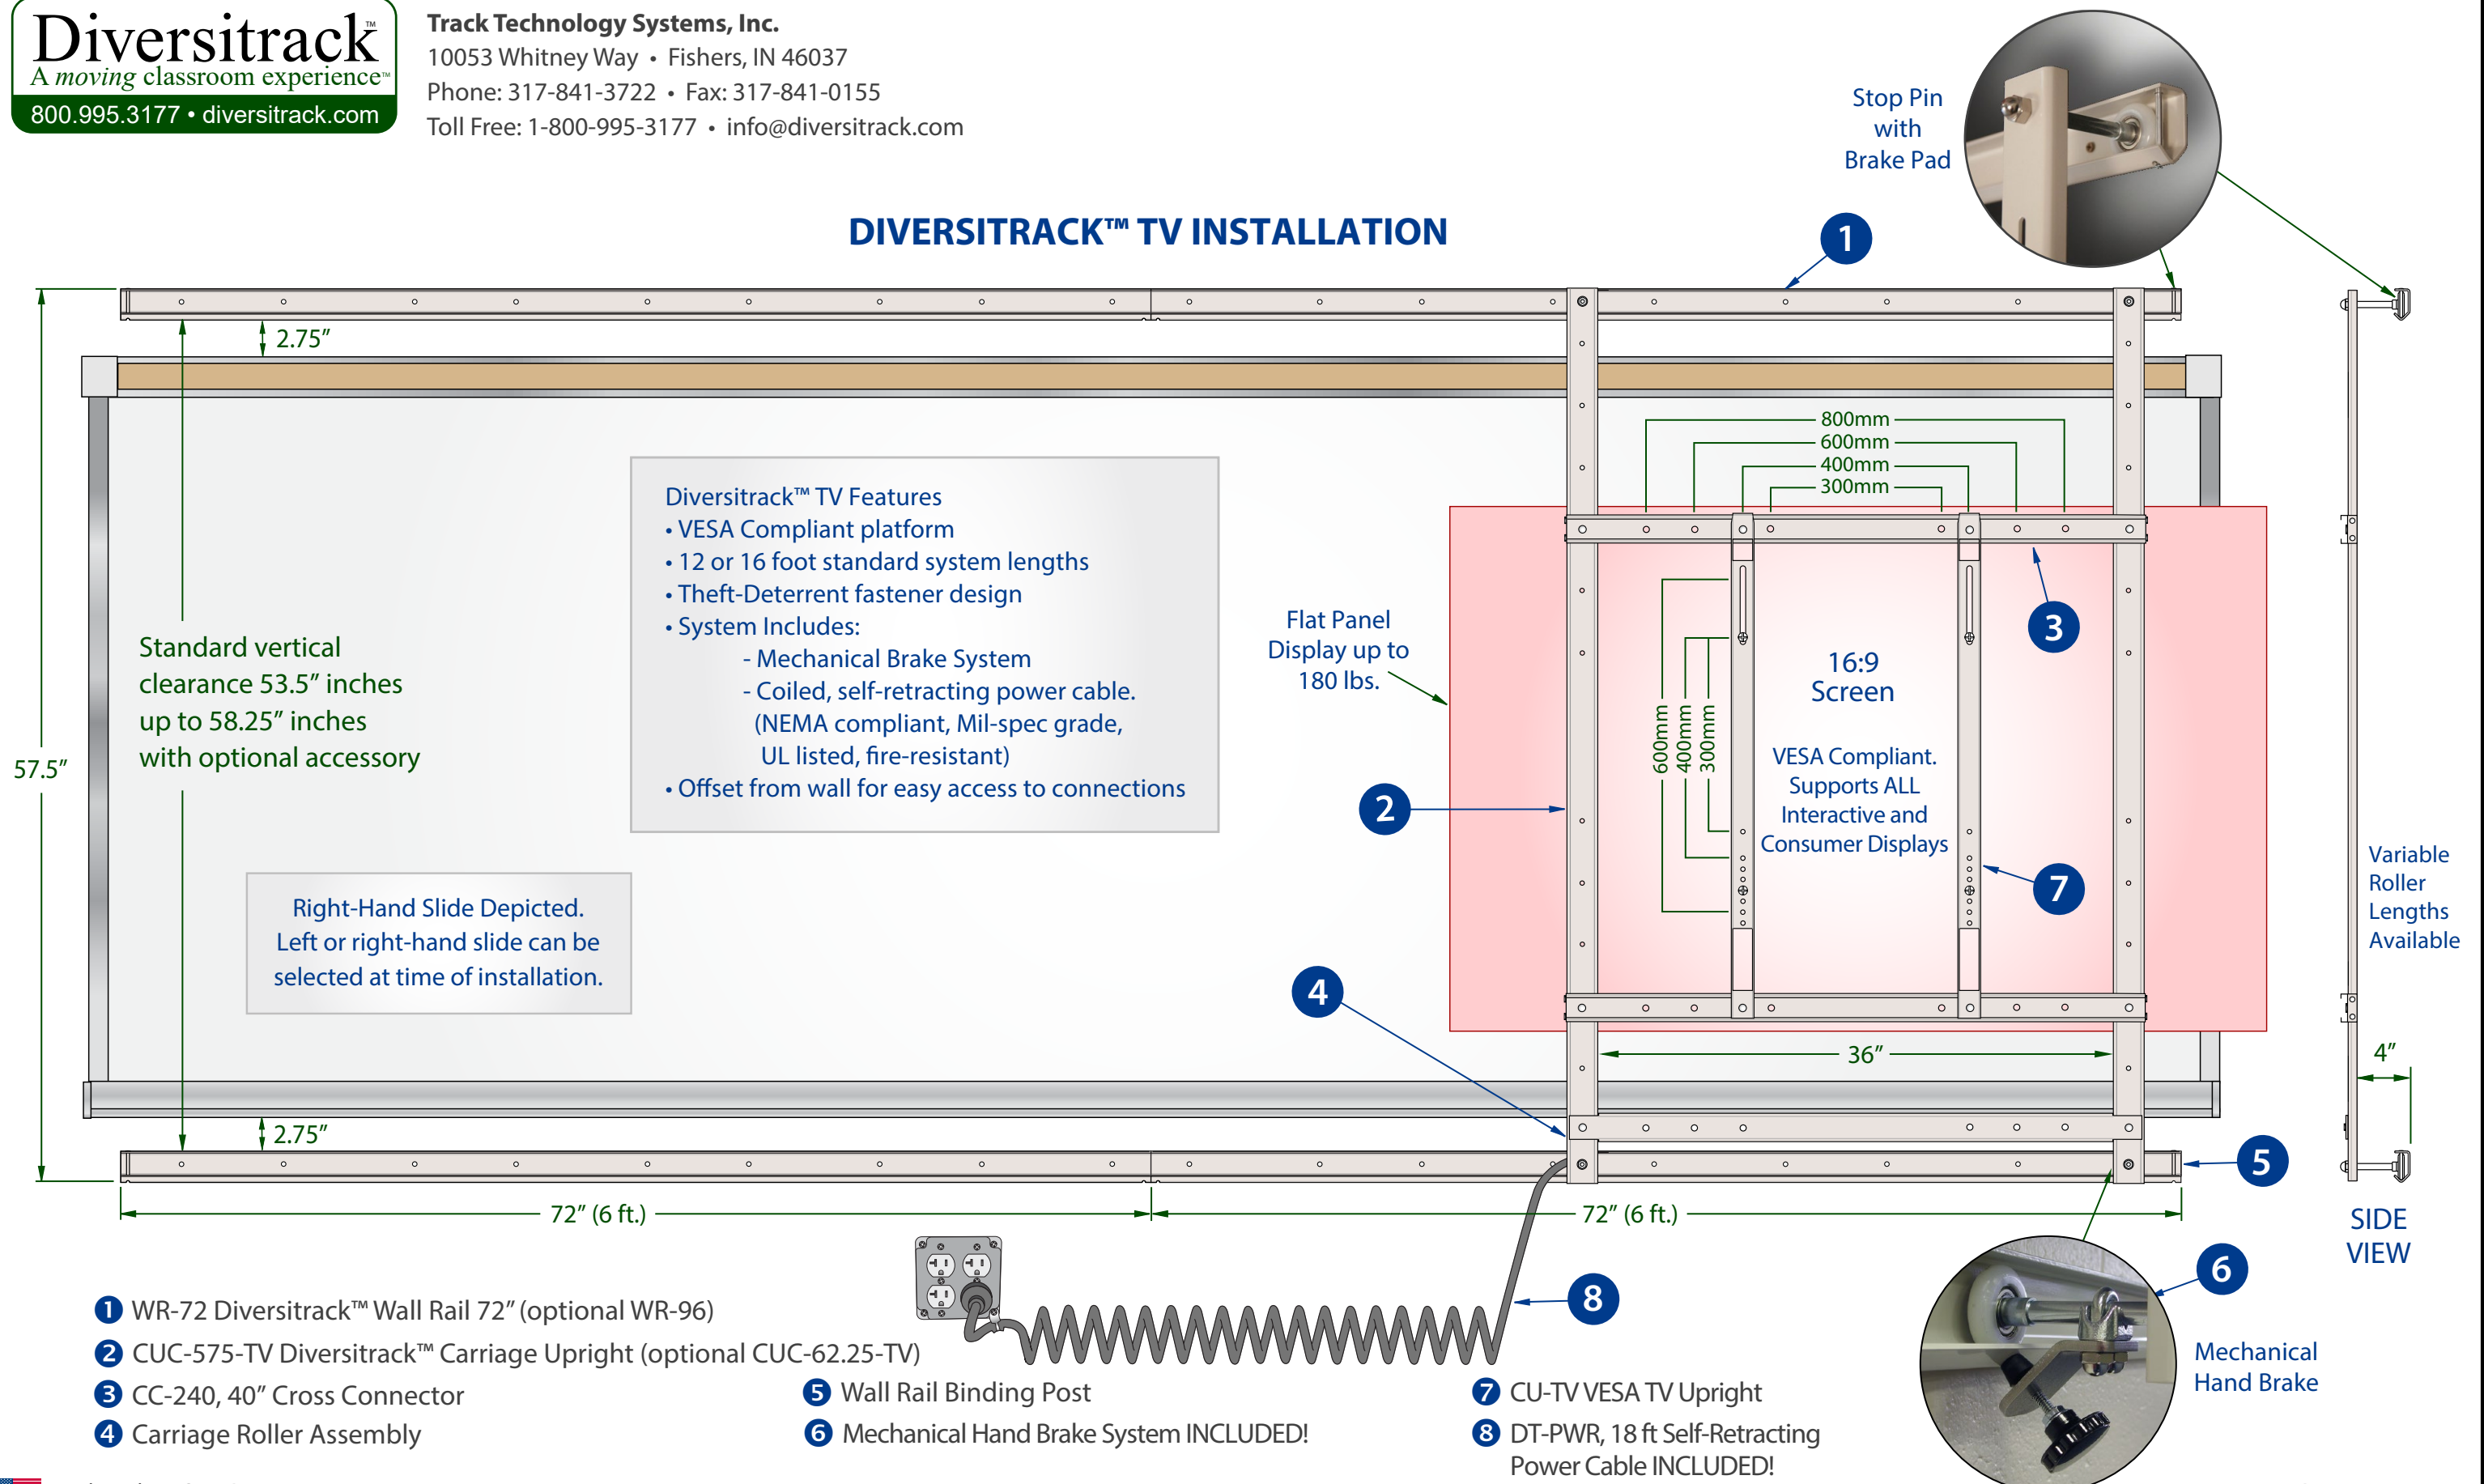 Diversitrack™
A moving classroom experience™
800.995.3177 • diversitrack.com
Track Technology Systems, Inc.
10053 Whitney Way • Fishers, IN 46037
Phone: 317-841-3722 • Fax: 317-841-0155
Toll Free: 1-800-995-3177 • info@diversitrack.com
Stop Pin
with
Brake Pad
DIVERSITRACK™ TV INSTALLATION
1
2.75”
800mm
600mm
400mm
300mm
Diversitrack™ TV Features
• VESA Compliant platform
• 12 or 16 foot standard system lengths
• Theft-Deterrent fastener design
• System Includes:
- Mechanical Brake System
- Coiled, self-retracting power cable.
(NEMA compliant, Mil-spec grade,
UL listed, fire-resistant)
• Offset from wall for easy access to connections
Standard vertical
clearance 53.5” inches
up to 58.25” inches
with optional accessory
57.5”
Flat Panel
Display up to
180 lbs.
3
16:9
Screen
600mm
400mm
300mm
VESA Compliant.
Supports ALL
Interactive and
Consumer Displays
2
7
Variable
Roller
Lengths
Available
Right-Hand Slide Depicted.
Left or right-hand slide can be
selected at time of installation.
4
36”
4”
2.75”
5
72” (6 ft.)
72” (6 ft.)
SIDE
VIEW
6
8
Mechanical
Hand Brake
1 WR-72 Diversitrack™ Wall Rail 72” (optional WR-96)
2 CUC-575-TV Diversitrack™ Carriage Upright (optional CUC-62.25-TV)
3 CC-240, 40” Cross Connector
4 Carriage Roller Assembly
5 Wall Rail Binding Post
6 Mechanical Hand Brake System INCLUDED!
7 CU-TV VESA TV Upright
8 DT-PWR, 18 ft Self-Retracting
Power Cable INCLUDED!